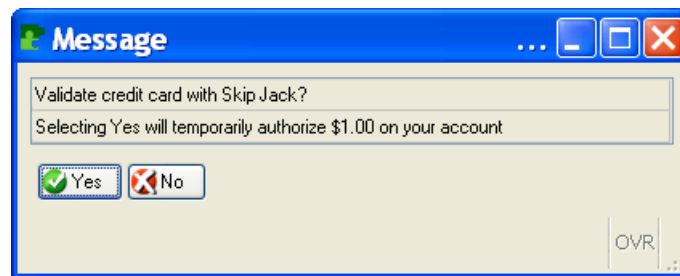 Message ...
Validate credit card with Skip Jack?
Selecting Yes will temporarily authorize $1.00 on your account
Yes No
OVR